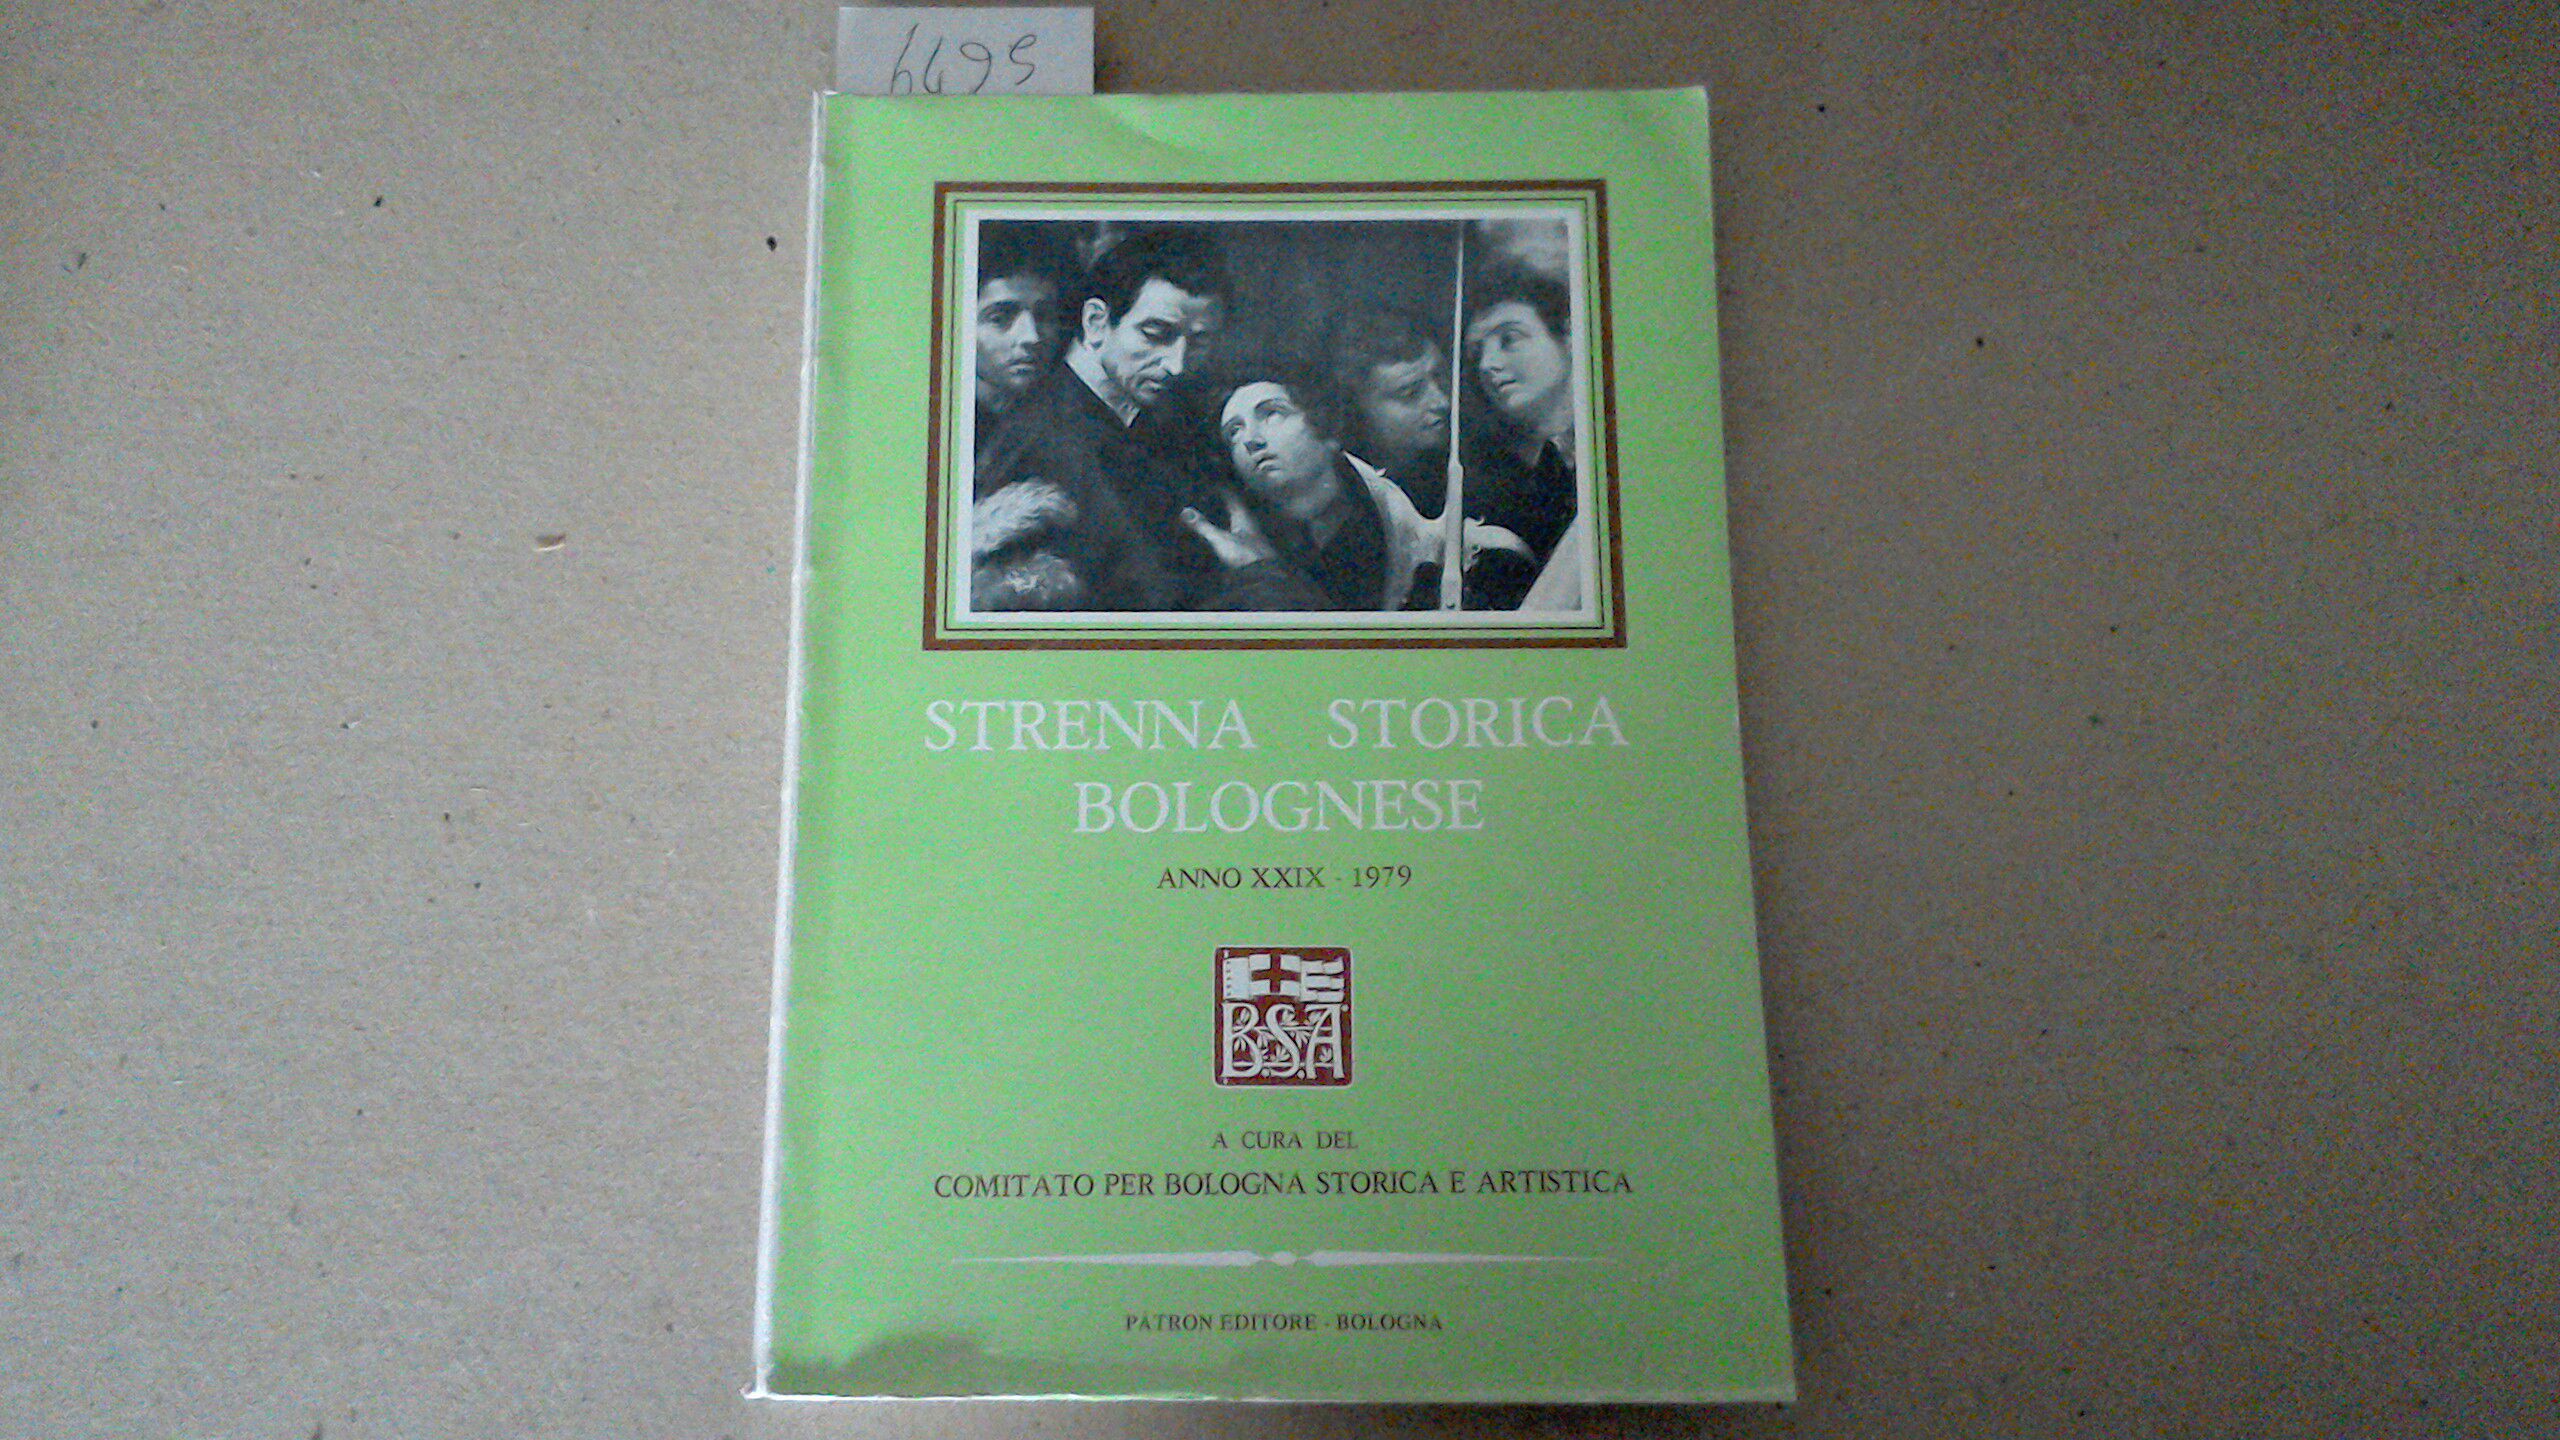 6495
STRENNA STORICA
BOLOGNESE
ANNO XXIX - 1979
B.S.A
A CURA DEL
COMITATO PER BOLOGNA STORICA E ARTISTICA
PÀTRON EDITORE - BOLOGNA